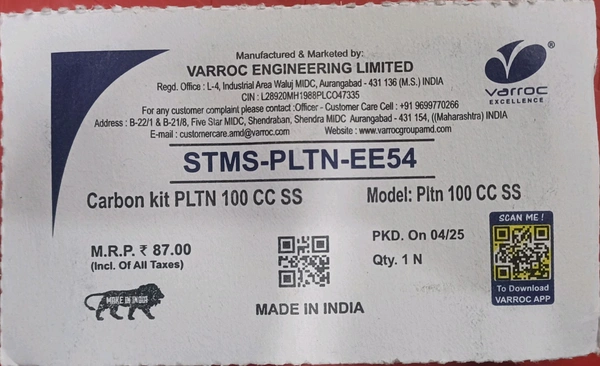 Manufactured & Marketed by:
VARROC ENGINEERING LIMITED
Regd. Office : L-4, Industrial Area Waluj MIDC, Aurangabad - 431 136 (M.S.) INDIA
CIN : L28920MH1988PLCO47335
For any customer complaint please contact :Officer - Customer Care Cell : +91 9699770266
Address : B-22/1 & B-21/8, Five Star MIDC, Shendraban, Shendra MIDC Aurangabad - 431 154, ((Maharashtra) INDIA
E-mail : customercare.amd@varroc.com Website : www.varrocgroupamd.com
varroc
EXCELLENCE
®
STMS-PLTN-EE54
Carbon kit PLTN 100 CC SS Model: Pltn 100 CC SS
M.R.P. ₹ 87.00
(Incl. Of All Taxes)
MAKE IN INDIA
MADE IN INDIA
PKD. On 04/25
Qty. 1 N
SCAN ME !
To Download
VARROC APP